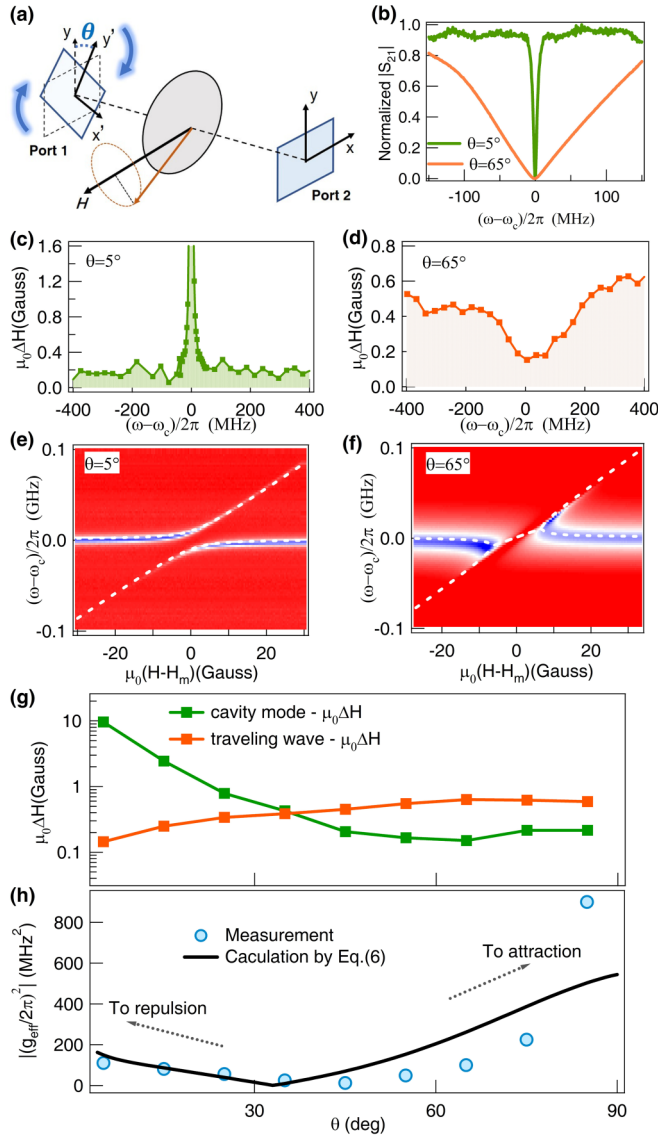 (a)
y θ y'
x'
Port 1
H
y
x
Port 2
(b)
Normalized |S21|
1.0
0.8
0.6
0.4
0.2
0.0
θ=5°
θ=65°
-100 0 100
(ω-ωc)/2π (MHz)
(c)
θ=5°
μ0ΔH(Gauss)
1.6
1.2
0.8
0.4
0.0
-400 -200 0 200 400
(ω-ωc)/2π (MHz)
(d)
θ=65°
μ0ΔH(Gauss)
0.8
0.6
0.4
0.2
0.0
-400 -200 0 200 400
(ω-ωc)/2π (MHz)
(e)
θ=5°
(ω-ωc)/2π (GHz)
0.1
0.0
-0.1
-20 0 20
μ0(H-Hm)(Gauss)
(f)
θ=65°
(ω-ωc)/2π (GHz)
0.1
0.0
-0.1
-20 0 20
μ0(H-Hm)(Gauss)
(g)
μ0ΔH(Gauss)
10
1
0.1
cavity mode - μ0ΔH
traveling wave - μ0ΔH
(h)
|(geff/2π)²| (MHz²)
800
600
400
200
0
Measurement
Caculation by Eq.(6)
To attraction
To repulsion
30 60 90
θ (deg)